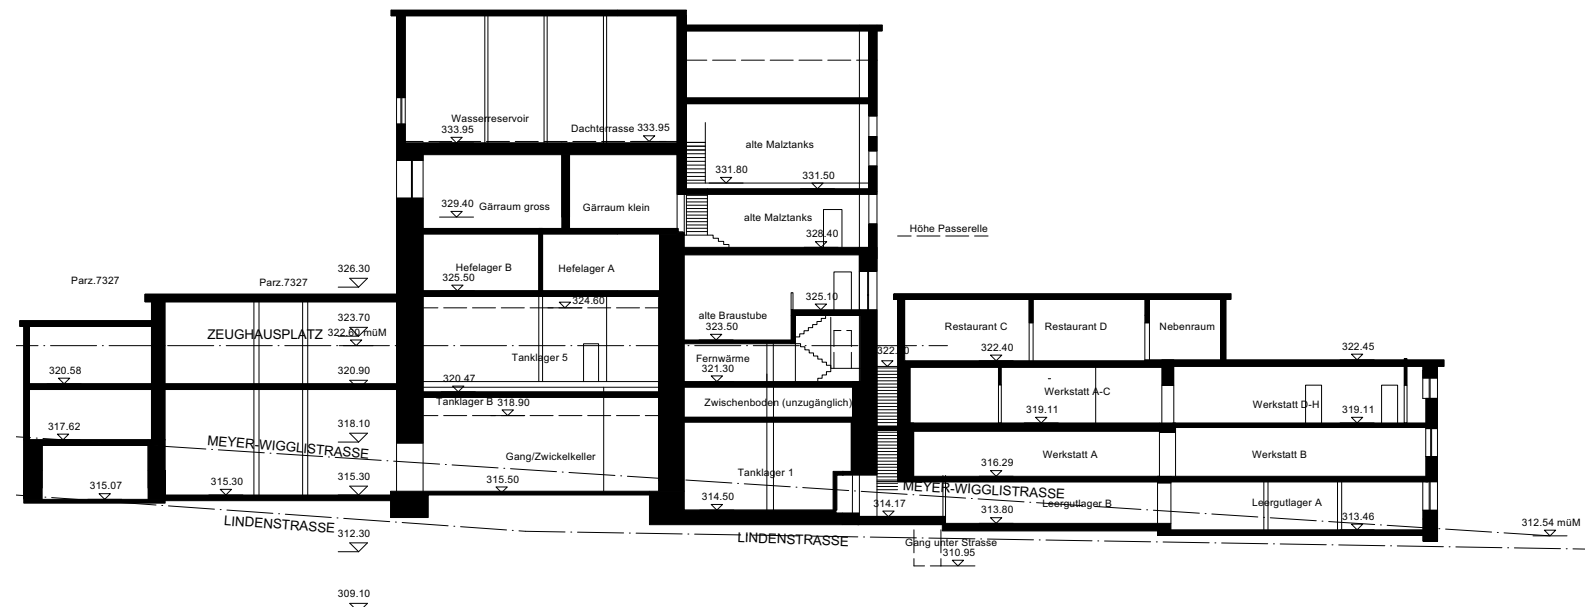 Wasserreservoir
333.95
Dachterrasse 333.95
alte Malztanks
331.80
331.50
329.40
Gärraum gross
Gärraum klein
alte Malztanks
328.40
Höhe Passerelle
Parz.7327
Parz.7327
326.30
Hefelager B
325.50
Hefelager A
324.60
325.10
323.70
ZEUGHAUSPLATZ
322.60 müM
alte Braustube
323.50
Restaurant C
Restaurant D
Nebenraum
322.40
322.45
Tanklager 5
Fernwärme
321.30
320.58
320.90
320.47
Tanklager B
318.90
Zwischenboden (unzugänglich)
Werkstatt A-C
319.11
Werkstatt D-H
319.11
317.62
318.10
MEYER-WIGGLISTRASSE
Gang/Zwickelkeller
Werkstatt A
Werkstatt B
316.29
Tanklager 1
315.07
315.30
315.30
315.50
314.50
MEYER-WIGGLISTRASSE
314.17
Leergutlager B
313.80
Leergutlager A
313.46
LINDENSTRASSE
312.30
LINDENSTRASSE
Gang unter Strasse
310.95
312.54 müM
309.10